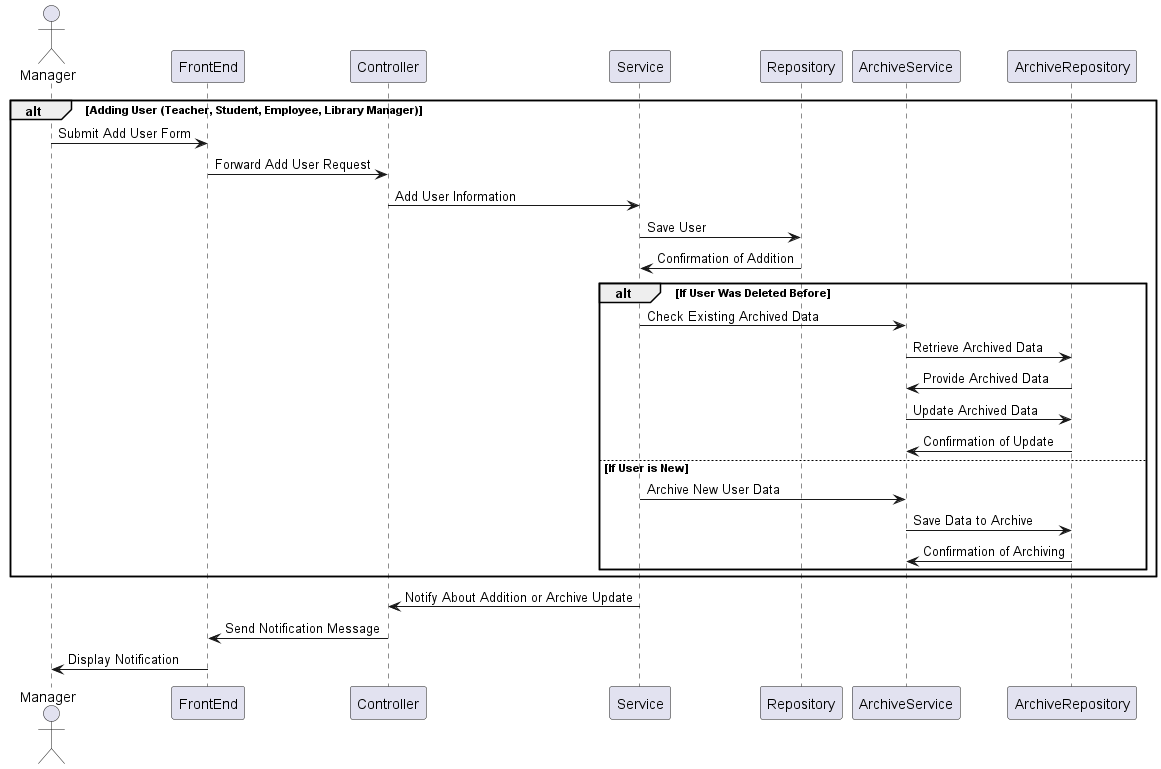 Manager
FrontEnd
Controller
Service
Repository
ArchiveService
ArchiveRepository
alt
[Adding User (Teacher, Student, Employee, Library Manager)]
Submit Add User Form
Forward Add User Request
Add User Information
Save User
Confirmation of Addition
alt
[If User Was Deleted Before]
Check Existing Archived Data
Retrieve Archived Data
Provide Archived Data
Update Archived Data
Confirmation of Update
[If User is New]
Archive New User Data
Save Data to Archive
Confirmation of Archiving
Notify About Addition or Archive Update
Send Notification Message
Display Notification
Manager
FrontEnd
Controller
Service
Repository
ArchiveService
ArchiveRepository